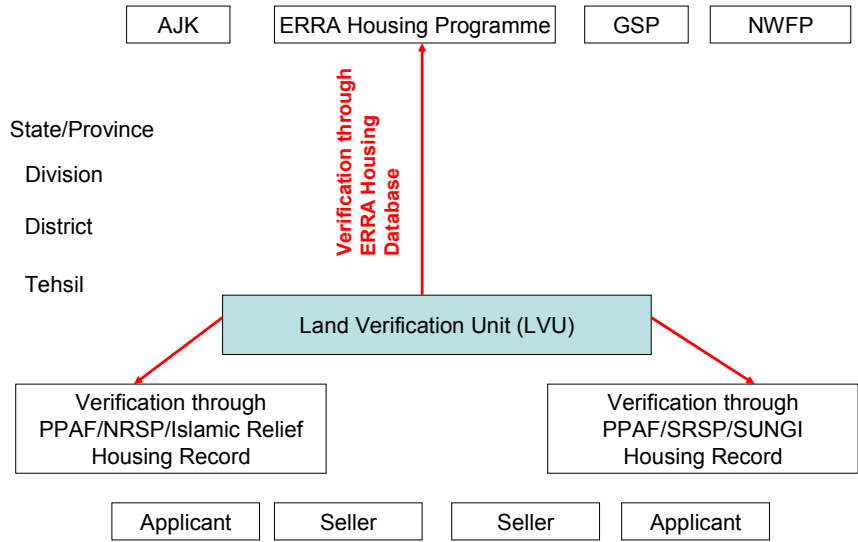 AJK
ERRA Housing Programme
GSP
NWFP
State/Province
Division
District
Tehsil
Verification through
ERRA Housing
Database
Land Verification Unit (LVU)
Verification through
PPAF/NRSP/Islamic Relief
Housing Record
Verification through
PPAF/SRSP/SUNGI
Housing Record
Applicant
Seller
Seller
Applicant